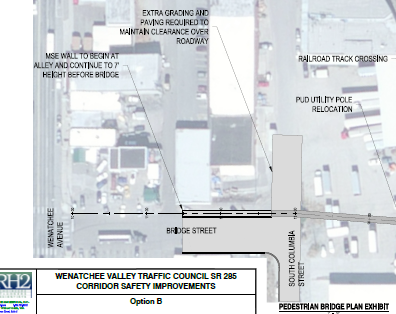 EXTRA GRADING AND
PAVING REQUIRED TO
MAINTAIN CLEARANCE OVER
ROADWAY
MSE WALL TO BEGIN AT
ALLEY AND CONTINUE TO 7'
HEIGHT BEFORE BRIDGE
RAILROAD TRACK CROSSING
PUD UTILITY POLE
RELOCATION
WENATCHEE
AVENUE
BRIDGE STREET
SOUTH COLUMBIA
STREET
RH2
WENATCHEE VALLEY TRAFFIC COUNCIL SR 285
CORRIDOR SAFETY IMPROVEMENTS
Option B
PEDESTRIAN BRIDGE PLAN EXHIBIT